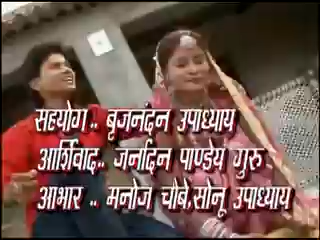 सहयोग.. बृजनंदन उपाध्याय
आर्शिवाद.. जर्नादन पाण्डेय गुरु
आभार .. मनोज चौबे,सोनू उपाध्याय